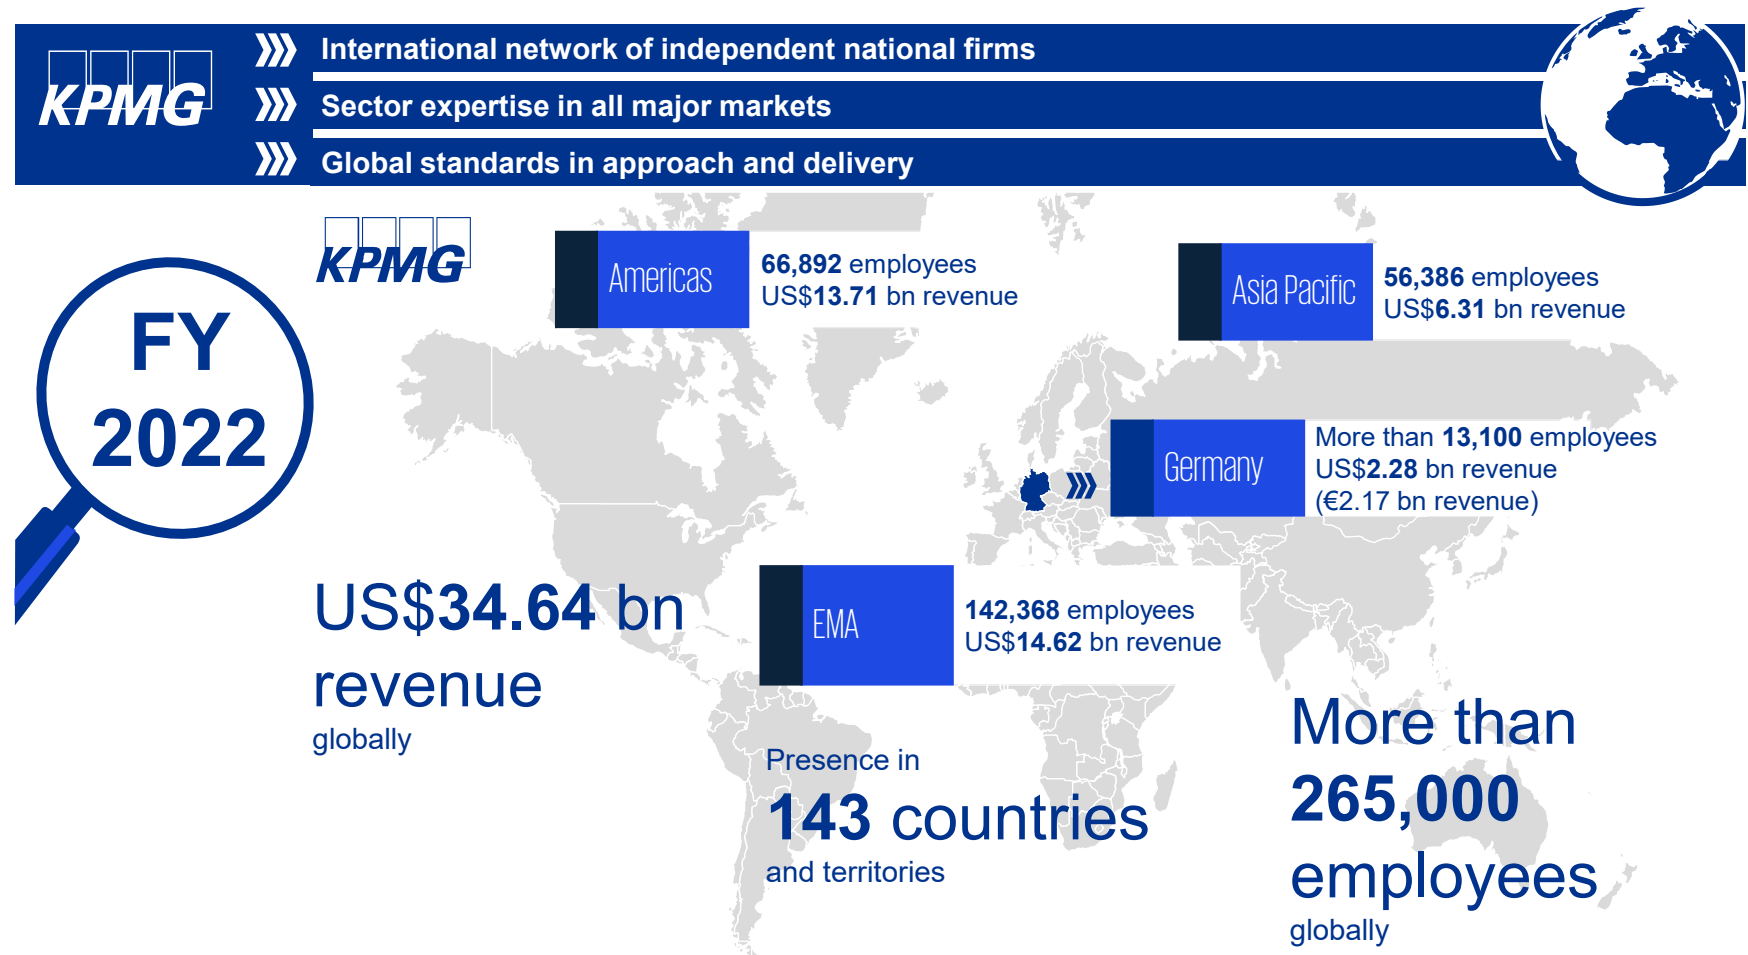 KPMG
International network of independent national firms
Sector expertise in all major markets
Global standards in approach and delivery
KPMG
FY
2022
Americas
66,892 employees
US$13.71 bn revenue
Asia Pacific
56,386 employees
US$6.31 bn revenue
Germany
More than 13,100 employees
US$2.28 bn revenue
(€2.17 bn revenue)
EMA
142,368 employees
US$14.62 bn revenue
US$34.64 bn
revenue
globally
Presence in
143 countries
and territories
More than
265,000
employees
globally